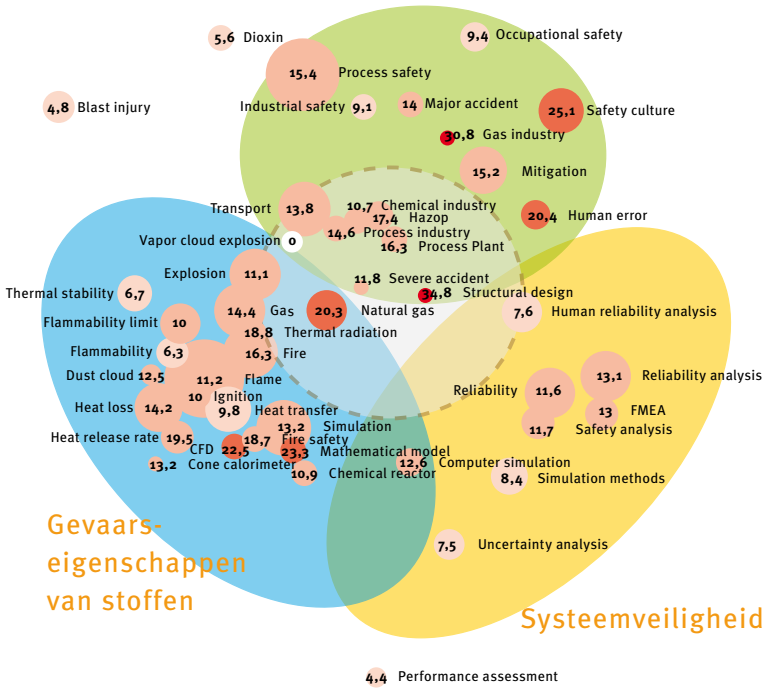 5,6 Dioxin
9,4 Occupational safety
15,4 Process safety
4,8 Blast injury
Industrial safety 9,1
14 Major accident
25,1 Safety culture
30,8 Gas industry
15,2 Mitigation
Transport 13,8
10,7 Chemical industry
17,4 Hazop
20,4 Human error
14,6 Process industry
Vapor cloud explosion 0
16,3 Process Plant
Explosion 11,1
11,8 Severe accident
Thermal stability 6,7
34,8 Structural design
14,4 Gas
20,3 Natural gas
7,6 Human reliability analysis
Flammability limit 10
18,8 Thermal radiation
Flammability 6,3
16,3 Fire
Dust cloud 12,5
11,2 Flame
13,1 Reliability analysis
Reliability 11,6
10 Ignition
Heat loss 14,2
9,8 Heat transfer
13 FMEA
13,2 Simulation
11,7 Safety analysis
Heat release rate 19,5
18,7 Fire safety
CFD 22,5
23,3 Mathematical model
13,2 Cone calorimeter
12,6 Computer simulation
10,9 Chemical reactor
8,4 Simulation methods
Gevaars-
eigenschappen
van stoffen
7,5 Uncertainty analysis
Systeemveiligheid
4,4 Performance assessment